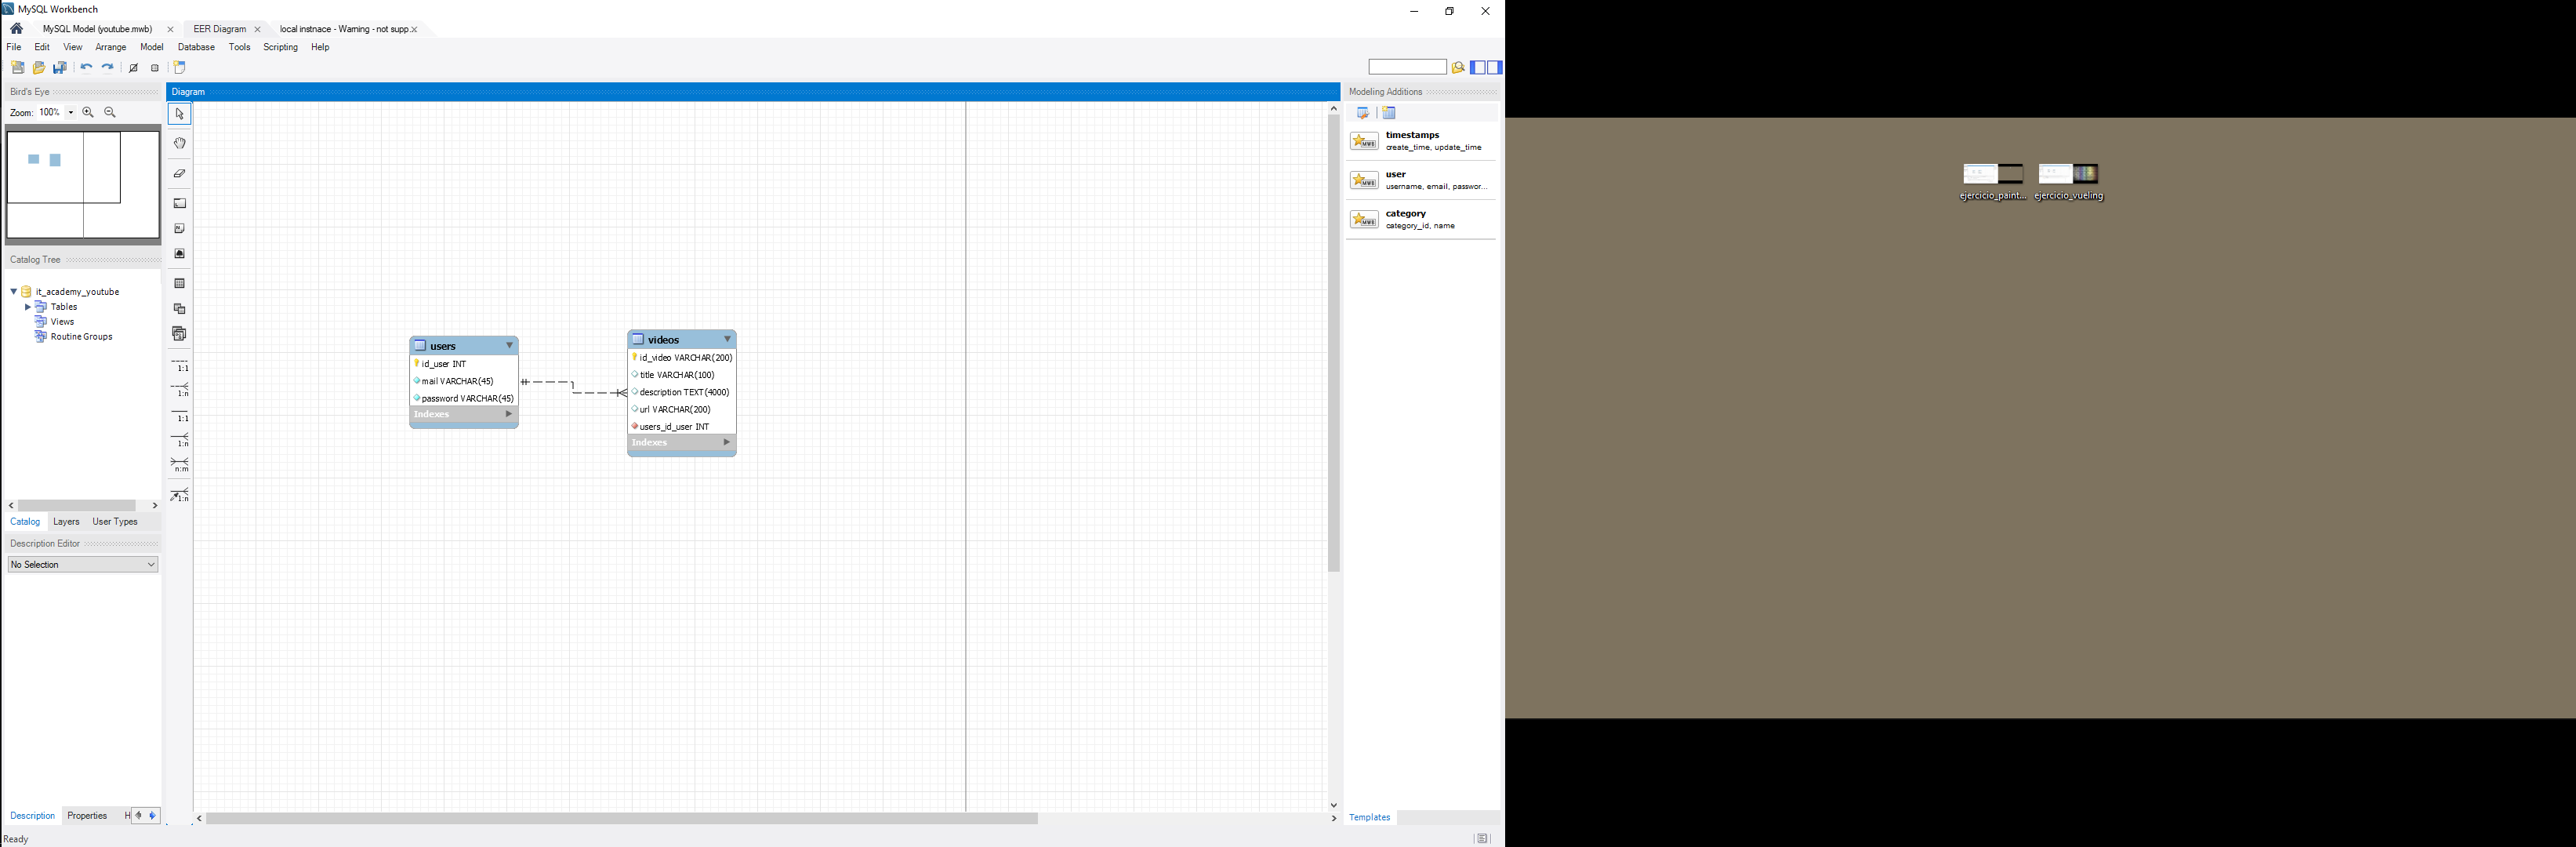 MySQL Workbench
MySQL Model (youtube.mwb)
EER Diagram
local instnace - Warning - not supp.
File Edit View Arrange Model Database Tools Scripting Help
Bird's Eye
Zoom: 100%
Catalog Tree
it_academy_youtube
Tables
Views
Routine Groups
Catalog Layers User Types
Description Editor
No Selection
Description Properties H
Ready
Diagram
1:1
1:n
1:1
1:n
n:m
1:n
users
id_user INT
mail VARCHAR(45)
password VARCHAR(45)
Indexes
videos
id_video VARCHAR(200)
title VARCHAR(100)
description TEXT(4000)
url VARCHAR(200)
users_id_user INT
Indexes
Modeling Additions
timestamps
create_time, update_time
user
username, email, passwor...
category
category_id, name
Templates
ejercicio_paint...
ejercicio_vueling